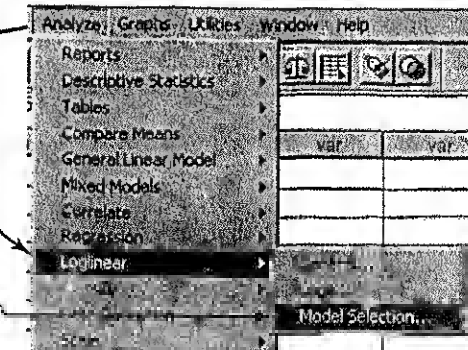 Analyze Graphs Utilities Window Help
Reports
Descriptive Statistics
Tables
Compare Means
var var
General Linear Model
Mixed Models
Correlate
Regression
Loglinear
Model Selection...
Scale